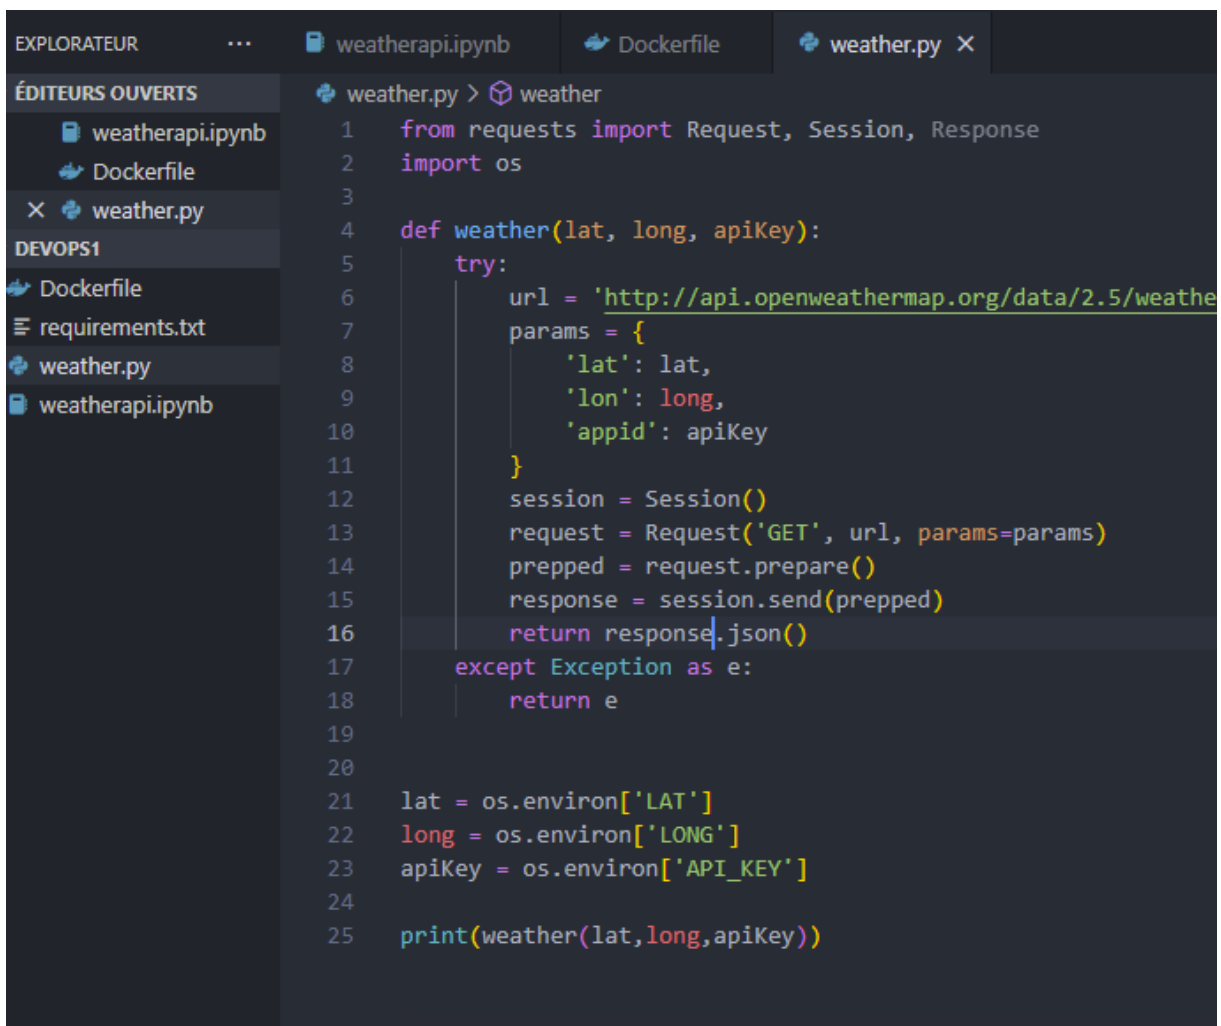 EXPLORATEUR ...
ÉDITEURS OUVERTS
weatherapi.ipynb
Dockerfile
weather.py
DEVOPS1
Dockerfile
requirements.txt
weather.py
weatherapi.ipynb
weatherapi.ipynb Dockerfile weather.py
weather.py > weather
1 from requests import Request, Session, Response
2 import os
3
4 def weather(lat, long, apiKey):
5     try:
6         url = 'http://api.openweathermap.org/data/2.5/weathe
7         params = {
8             'lat': lat,
9             'lon': long,
10             'appid': apiKey
11         }
12         session = Session()
13         request = Request('GET', url, params=params)
14         prepped = request.prepare()
15         response = session.send(prepped)
16         return response.json()
17     except Exception as e:
18         return e
19
20
21 lat = os.environ['LAT']
22 long = os.environ['LONG']
23 apiKey = os.environ['API_KEY']
24
25 print(weather(lat,long,apiKey))